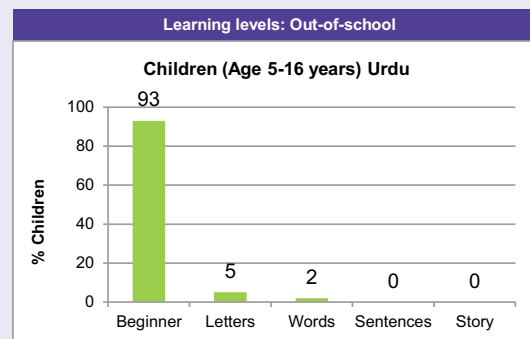 Learning levels: Out-of-school
Children (Age 5-16 years) Urdu
% Children
100
80
60
40
20
0
93
5
2
0
0
Beginner Letters Words Sentences Story